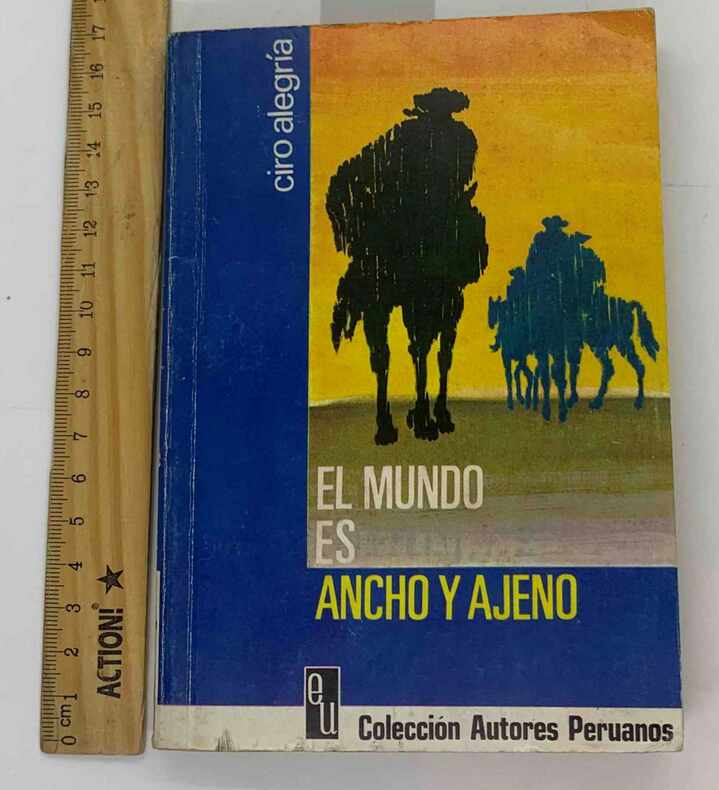 ciro alegría
EL MUNDO
ES
ANCHO Y AJENO
eu
Colección Autores Peruanos
ACTION!
0 cm 1 2 3 4 5 6 7 8 9 10 11 12 13 14 15 16 17